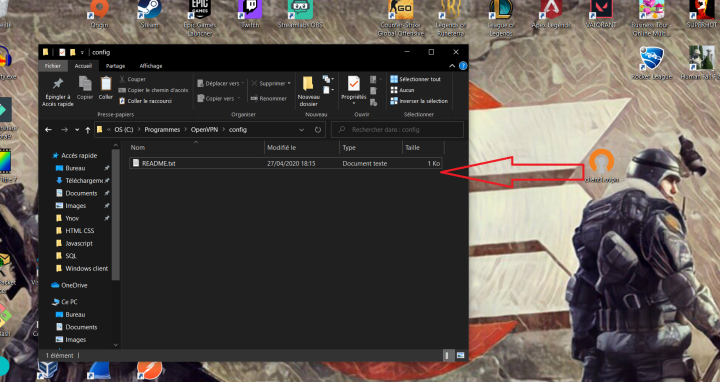 Origin
Steam
Epic Games
Launcher
Twitch
Streamlabs OBS
Counter-Strike
Global Offensive
Legends of
Runeterra
League of
Legends
Apex Legends
VALORANT
SUPERHOT
Rocket League
config
Fichier Accueil Partage Affichage
Épingler à
Accès rapide
Copier
Coller
Couper
Copier le chemin d'accès
Coller le raccourci
Presse-papiers
Déplacer vers
Copier vers
Supprimer
Renommer
Organiser
Nouveau
dossier
Nouveau
Propriétés
Ouvrir
Sélectionner tout
Aucun
Inverser la sélection
Sélectionner
OS (C:) Programmes OpenVPN config
Rechercher dans : config
Nom Modifié le Type Taille
README.txt 27/04/2020 18:15 Document texte 1 Ko
Accès rapide
Bureau
Téléchargeme
Documents
Images
Ynov
HTML CSS
Javascript
SQL
Windows client
OneDrive
Ce PC
Bureau
Documents
Images
1 élément